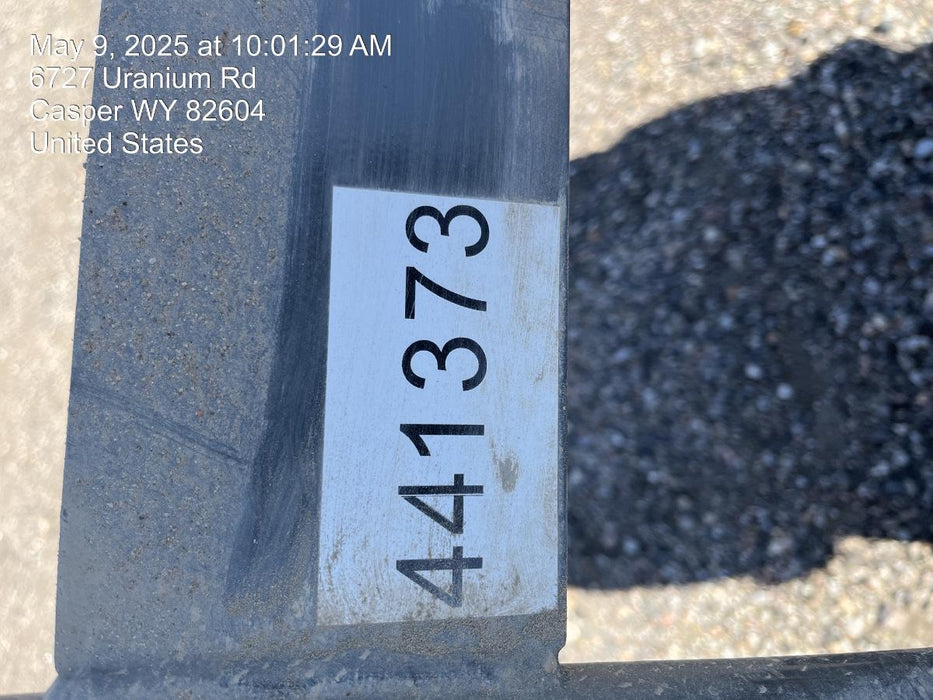 May 9, 2025 at 10:01:29 AM
6727 Uranium Rd
Casper WY 82604
United States
441373